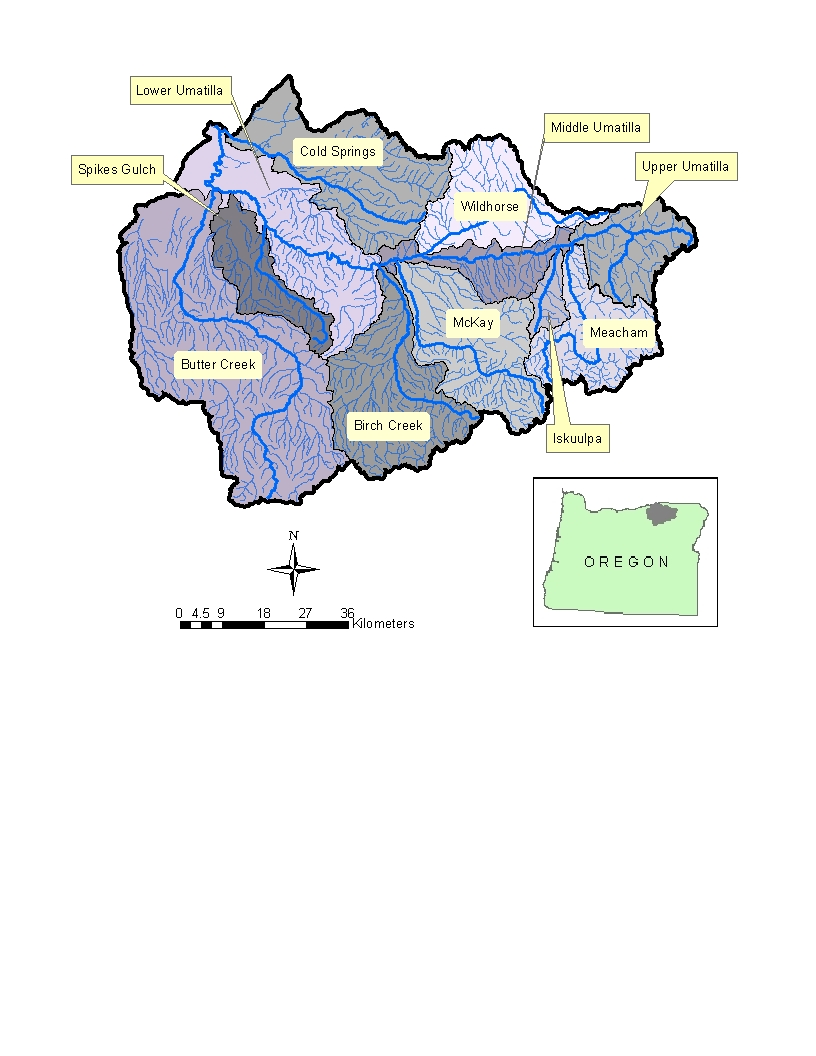 Lower Umatilla
Middle Umatilla
Cold Springs
Upper Umatilla
Spikes Gulch
Wildhorse
McKay
Meacham
Butter Creek
Birch Creek
Iskuulpa
N
OREGON
0 4.5 9 18 27 36
Kilometers